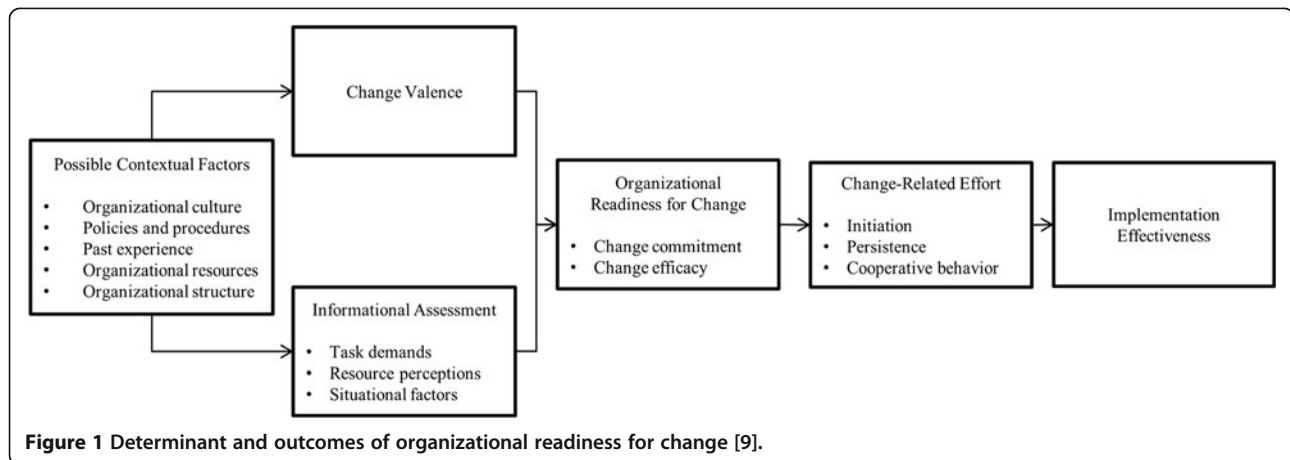 Change Valence
Possible Contextual Factors
• Organizational culture
• Policies and procedures
• Past experience
• Organizational resources
• Organizational structure
Informational Assessment
• Task demands
• Resource perceptions
• Situational factors
Organizational
Readiness for Change
• Change commitment
• Change efficacy
Change-Related Effort
• Initiation
• Persistence
• Cooperative behavior
Implementation
Effectiveness
Figure 1 Determinant and outcomes of organizational readiness for change [9].